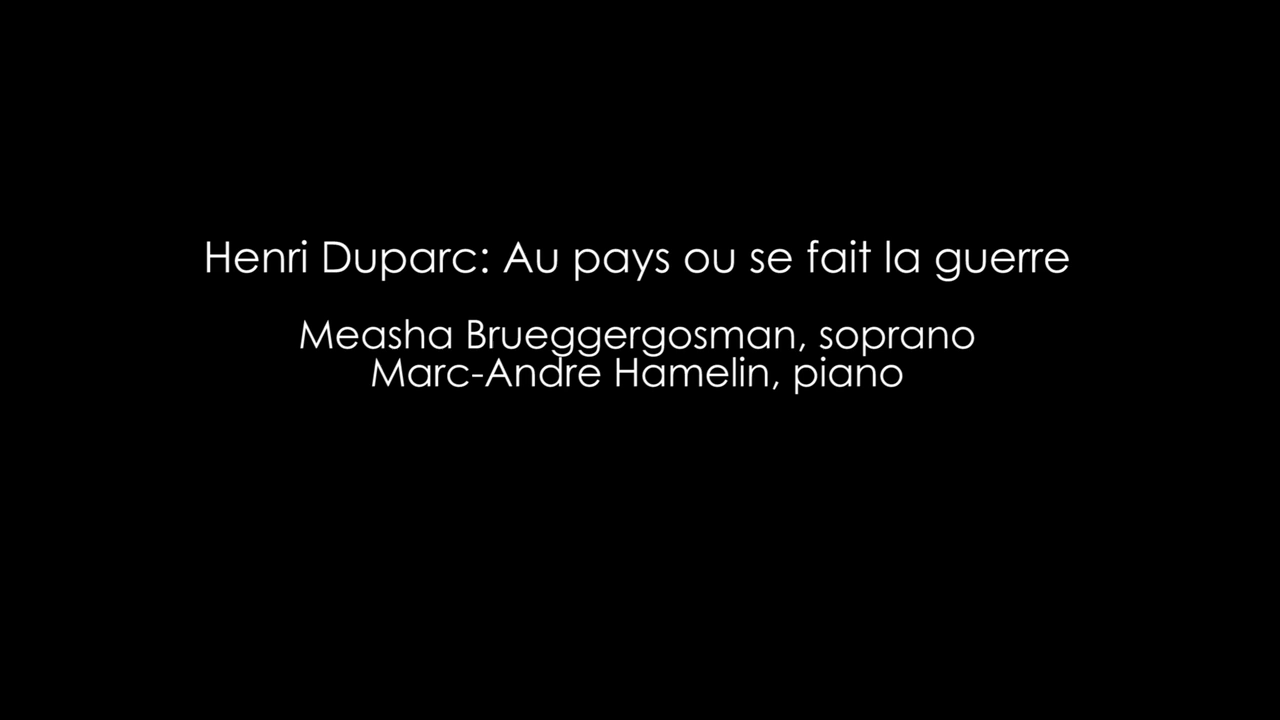 Henri Duparc: Au pays ou se fait la guerre
Measha Brueggergosman, soprano
Marc-Andre Hamelin, piano